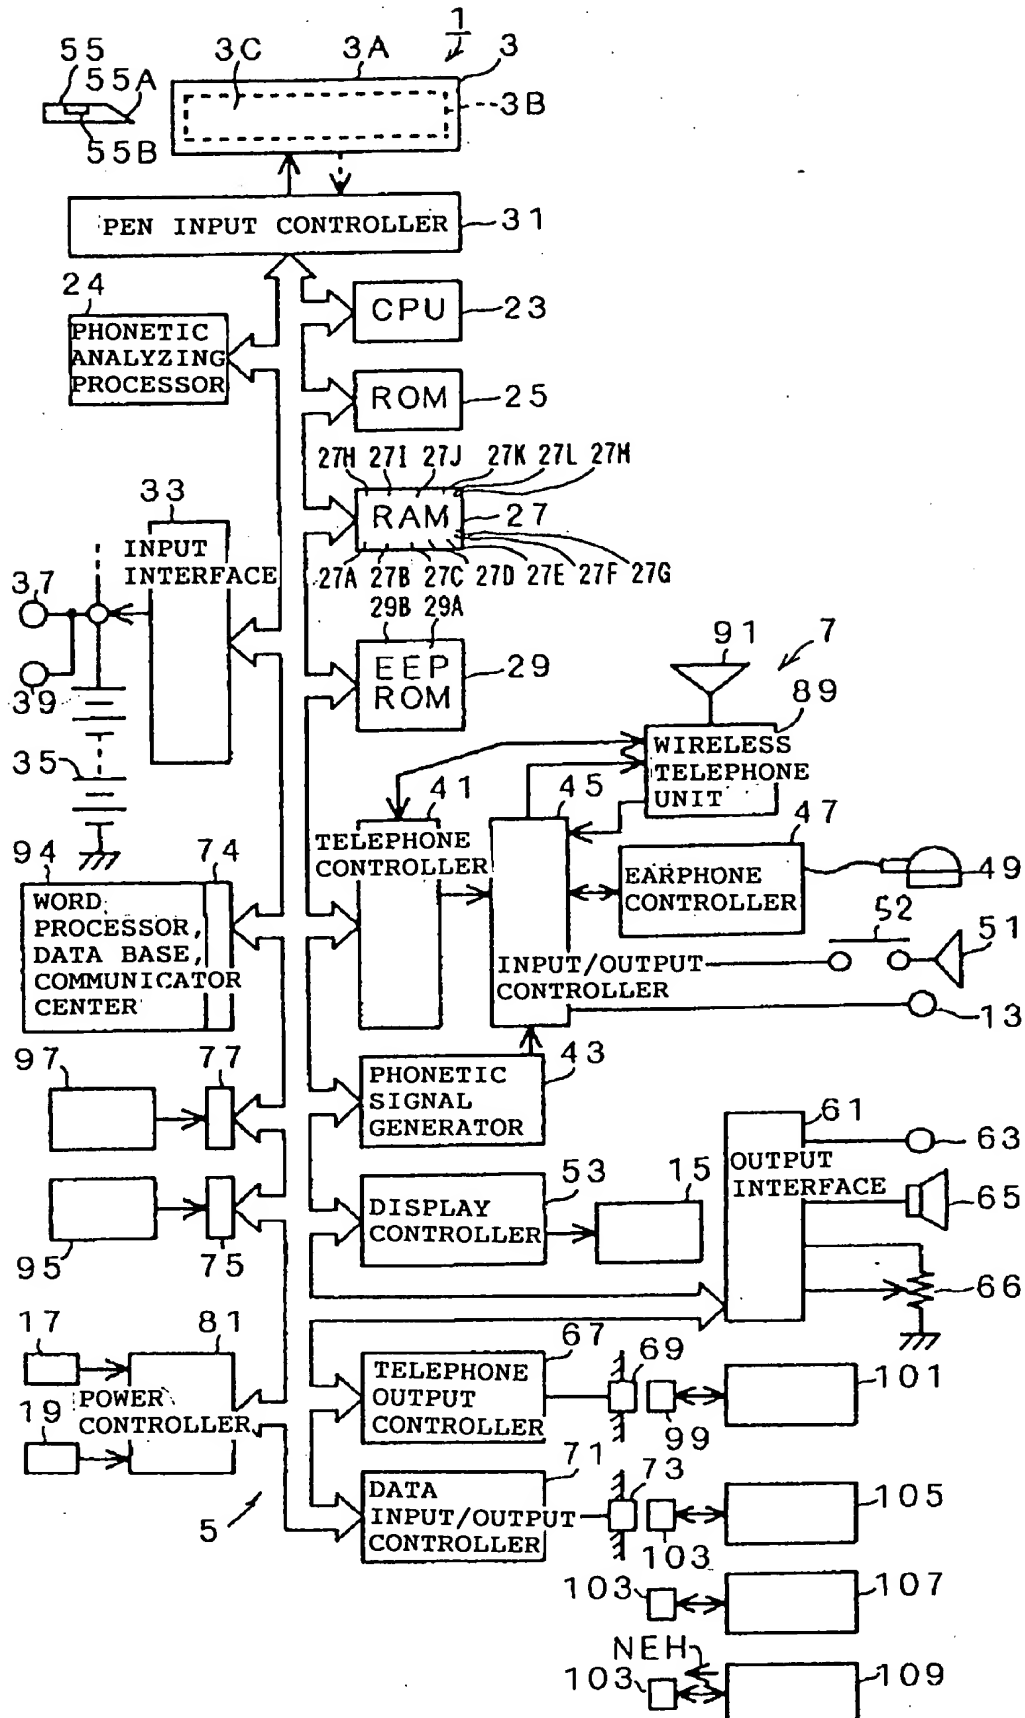 1
55
55A
55B
3C
3A
3
3B
PEN INPUT CONTROLLER
31
24
PHONETIC
ANALYZING
PROCESSOR
CPU
23
ROM
25
27H 27I 27J 27K 27L 27M
RAM
27
27A 27B 27C 27D 27E 27F 27G
33
INPUT
INTERFACE
37
39
35
29B 29A
EEP
ROM
29
91
7
89
WIRELESS
TELEPHONE
UNIT
41
TELEPHONE
CONTROLLER
45
47
EARPHONE
CONTROLLER
49
52
51
INPUT/OUTPUT
CONTROLLER
13
94
74
WORD
PROCESSOR,
DATA BASE,
COMMUNICATOR
CENTER
97
77
43
PHONETIC
SIGNAL
GENERATOR
61
63
OUTPUT
INTERFACE
65
66
95
75
53
DISPLAY
CONTROLLER
15
17
81
19
POWER
CONTROLLER
67
TELEPHONE
OUTPUT
CONTROLLER
69
99
101
5
71
DATA
INPUT/OUTPUT
CONTROLLER
73
103
105
103
107
NEH
103
109